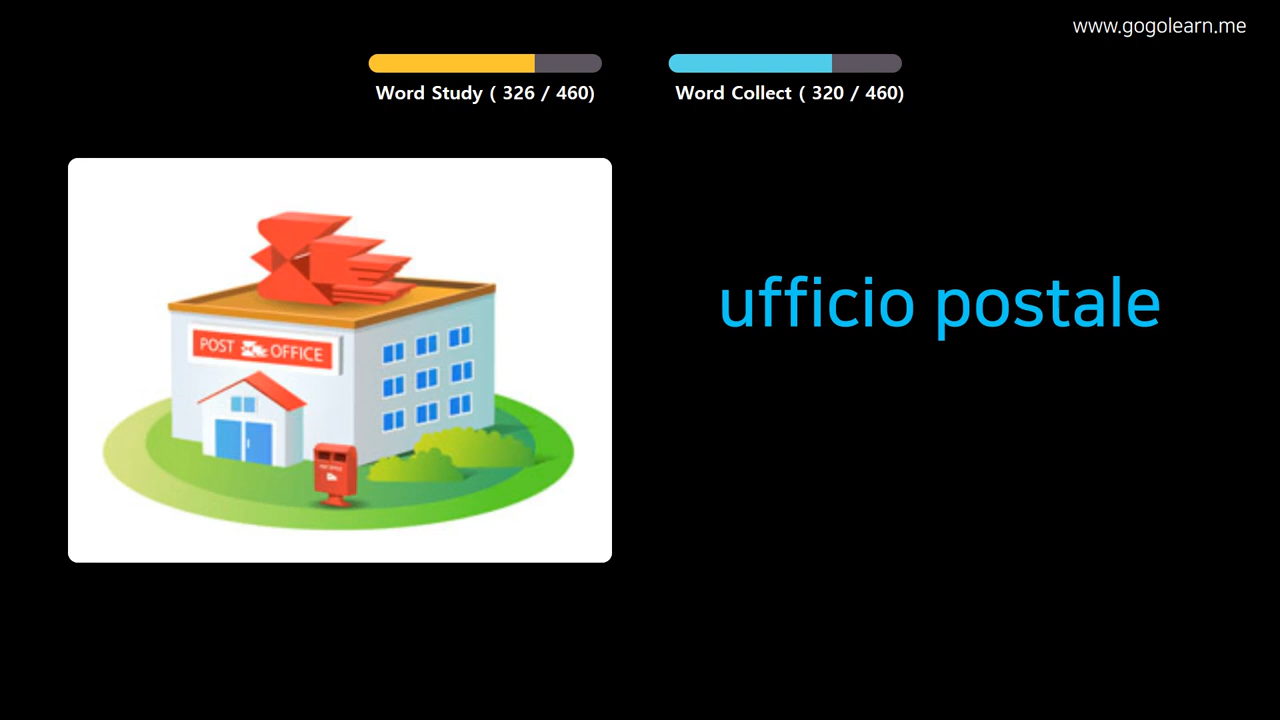 www.gogolearn.me
Word Study ( 326 / 460)
Word Collect ( 320 / 460)
POST OFFICE
ufficio postale